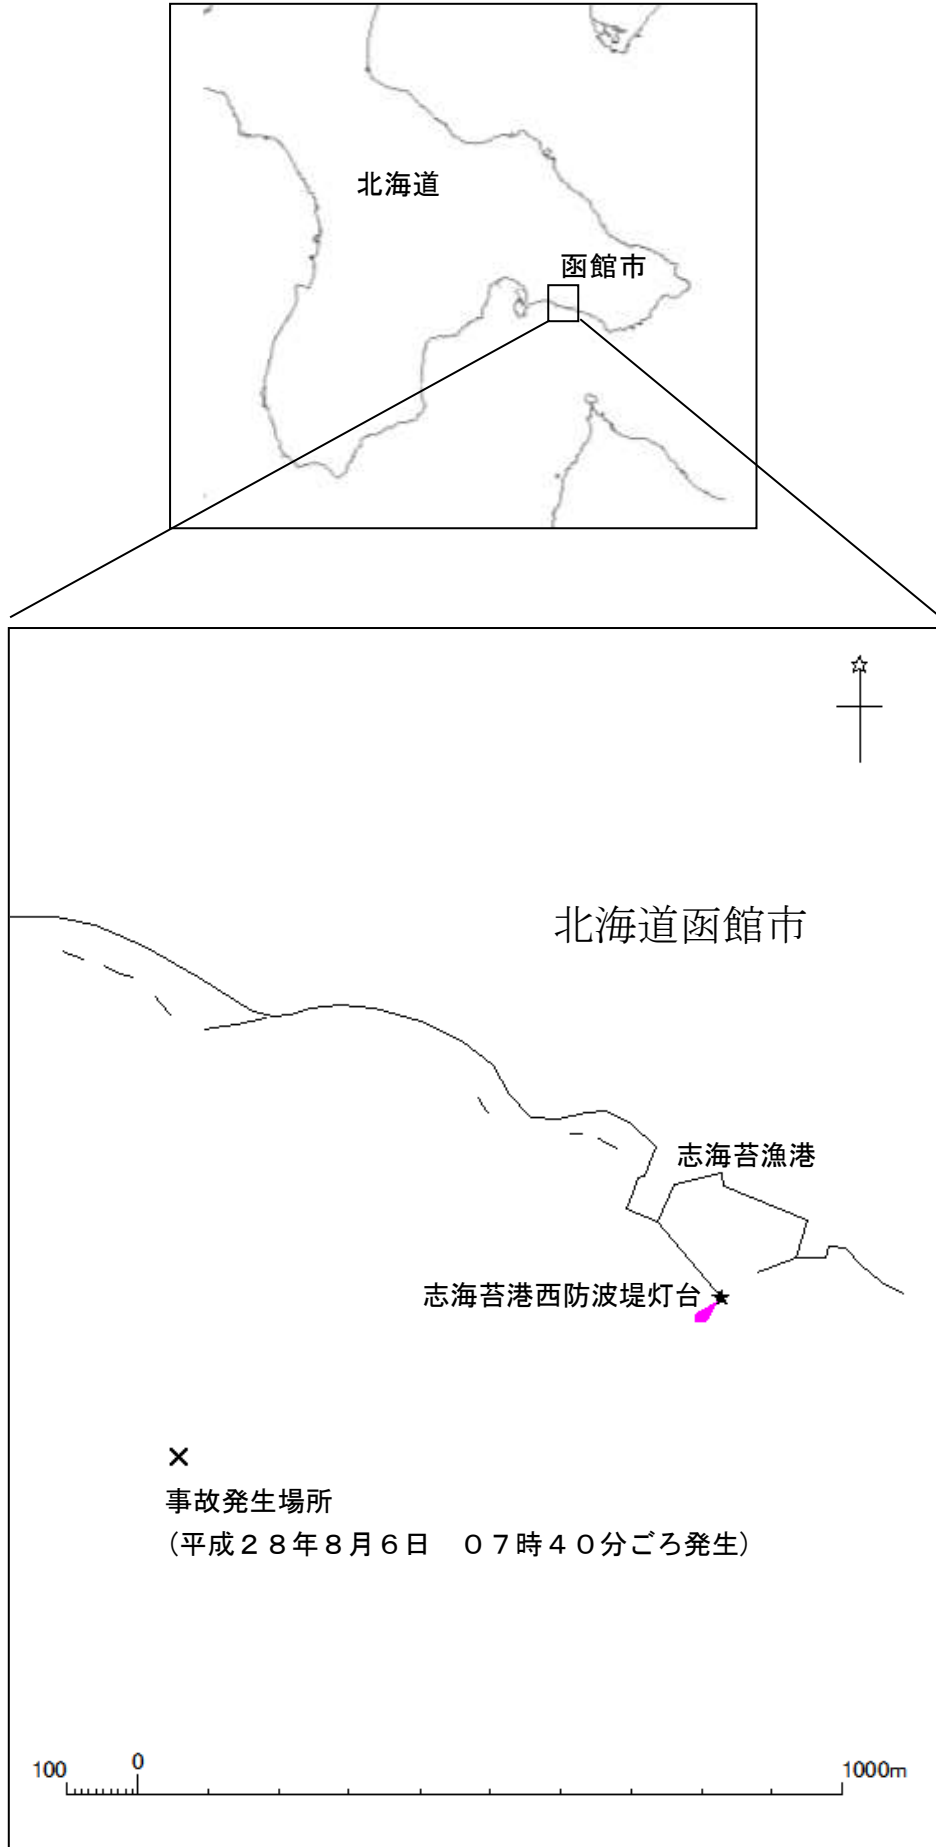 北海道
函館市
北海道函館市
志海苔漁港
志海苔港西防波堤灯台
事故発生場所
（平成２８年８月６日　０７時４０分ごろ発生）
100 0 1000m